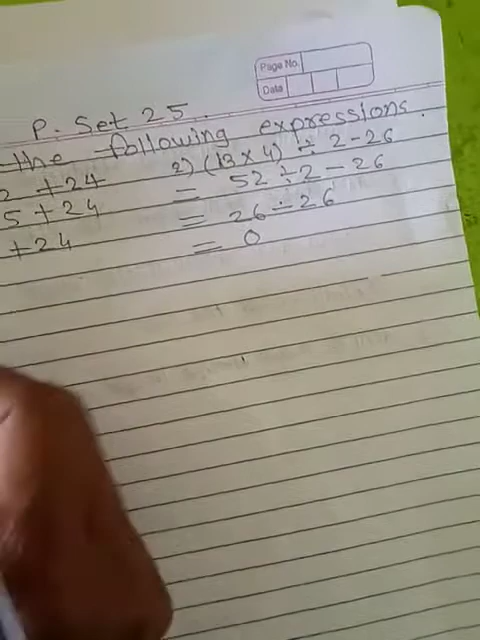 Page No.
Date
P. Set 25.
the following expressions.
2 + 24 2) (13 × 4) ÷ 2 - 26
5 + 24 = 52 ÷ 2 - 26
+ 24 = 26 - 26
= 0